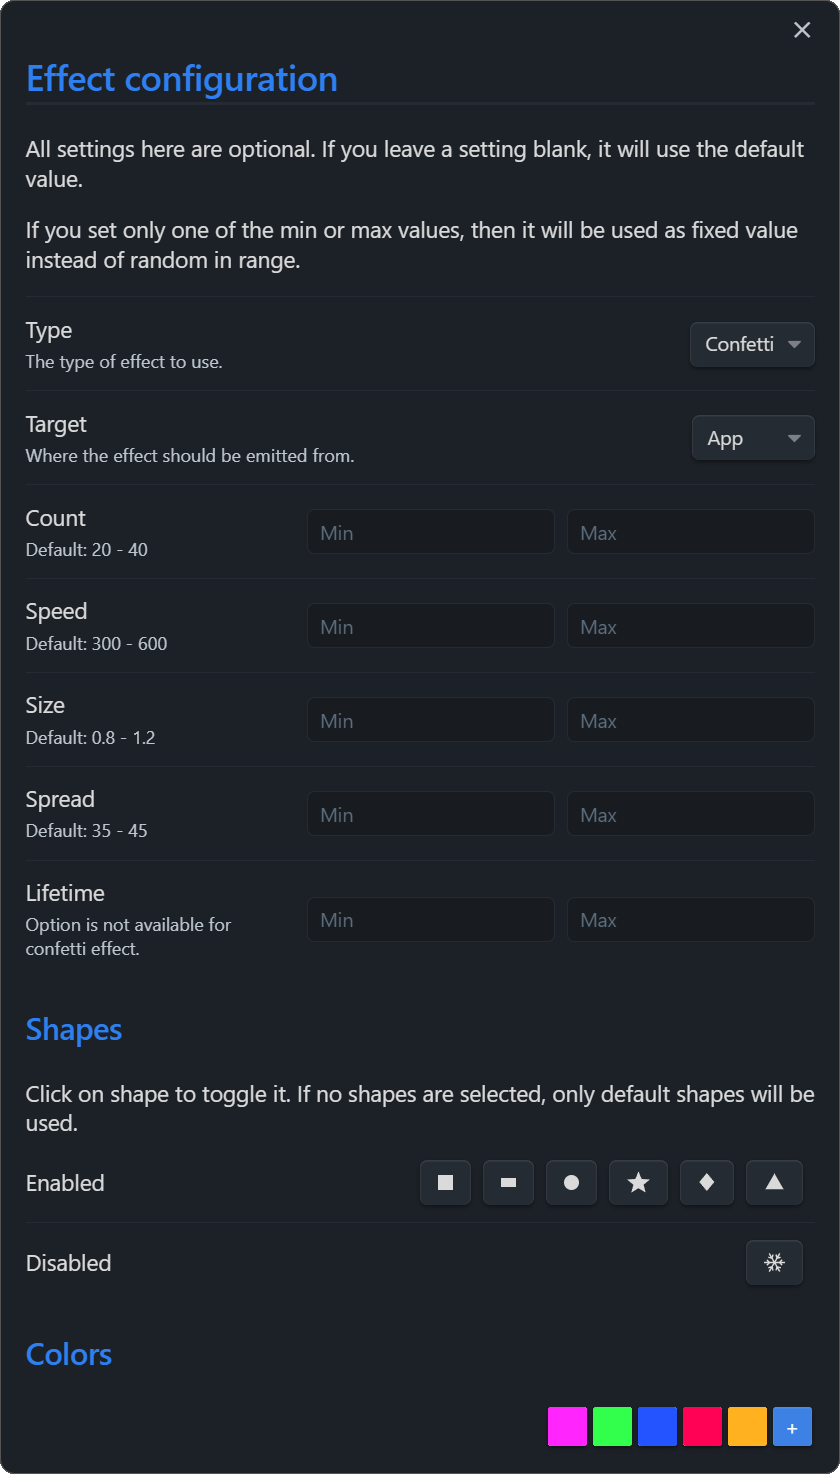 Effect configuration
All settings here are optional. If you leave a setting blank, it will use the default
value.
If you set only one of the min or max values, then it will be used as fixed value
instead of random in range.
Type
The type of effect to use.
Confetti
Target
Where the effect should be emitted from.
App
Count
Default: 20 - 40
Min Max
Speed
Default: 300 - 600
Min Max
Size
Default: 0.8 - 1.2
Min Max
Spread
Default: 35 - 45
Min Max
Lifetime
Option is not available for
confetti effect.
Min Max
Shapes
Click on shape to toggle it. If no shapes are selected, only default shapes will be
used.
Enabled
Disabled
Colors
+